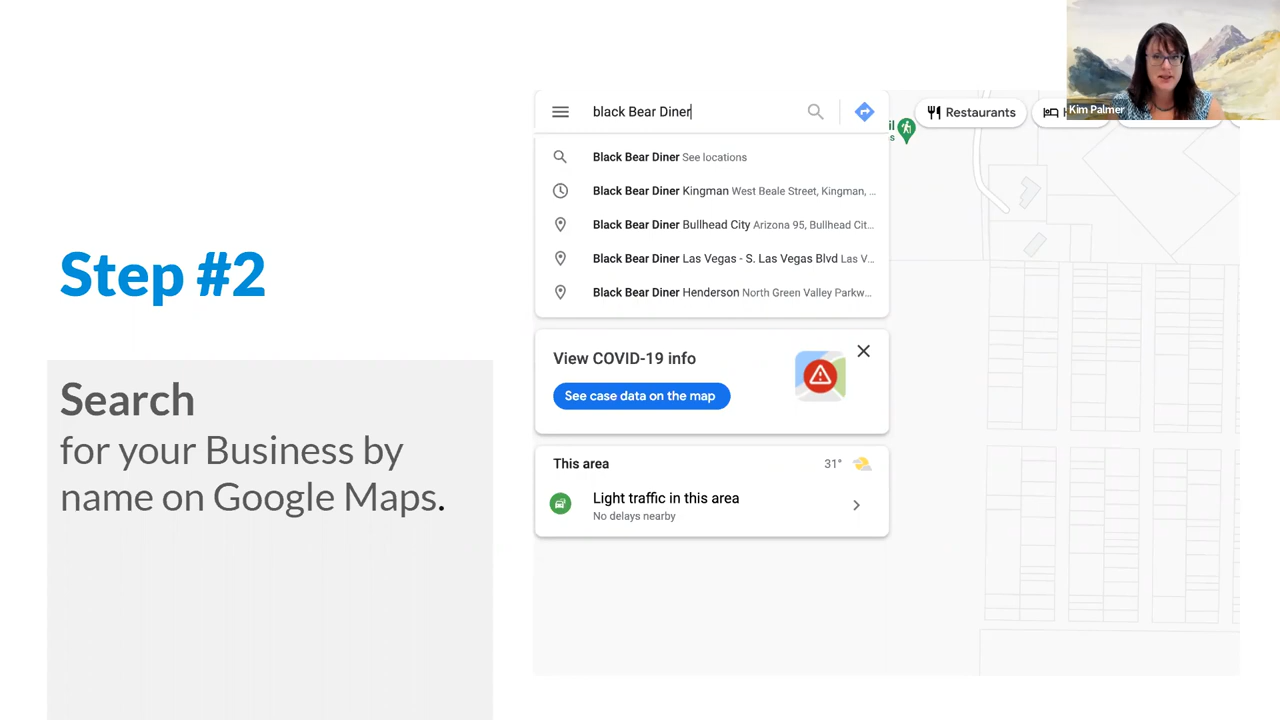 Step #2
Search
for your Business by
name on Google Maps.
black Bear Diner
Restaurants
Black Bear Diner See locations
Black Bear Diner Kingman West Beale Street, Kingman, ...
Black Bear Diner Bullhead City Arizona 95, Bullhead Cit...
Black Bear Diner Las Vegas - S. Las Vegas Blvd Las V...
Black Bear Diner Henderson North Green Valley Parkw...
View COVID-19 info
See case data on the map
This area 31°
Light traffic in this area
No delays nearby
Kim Palmer